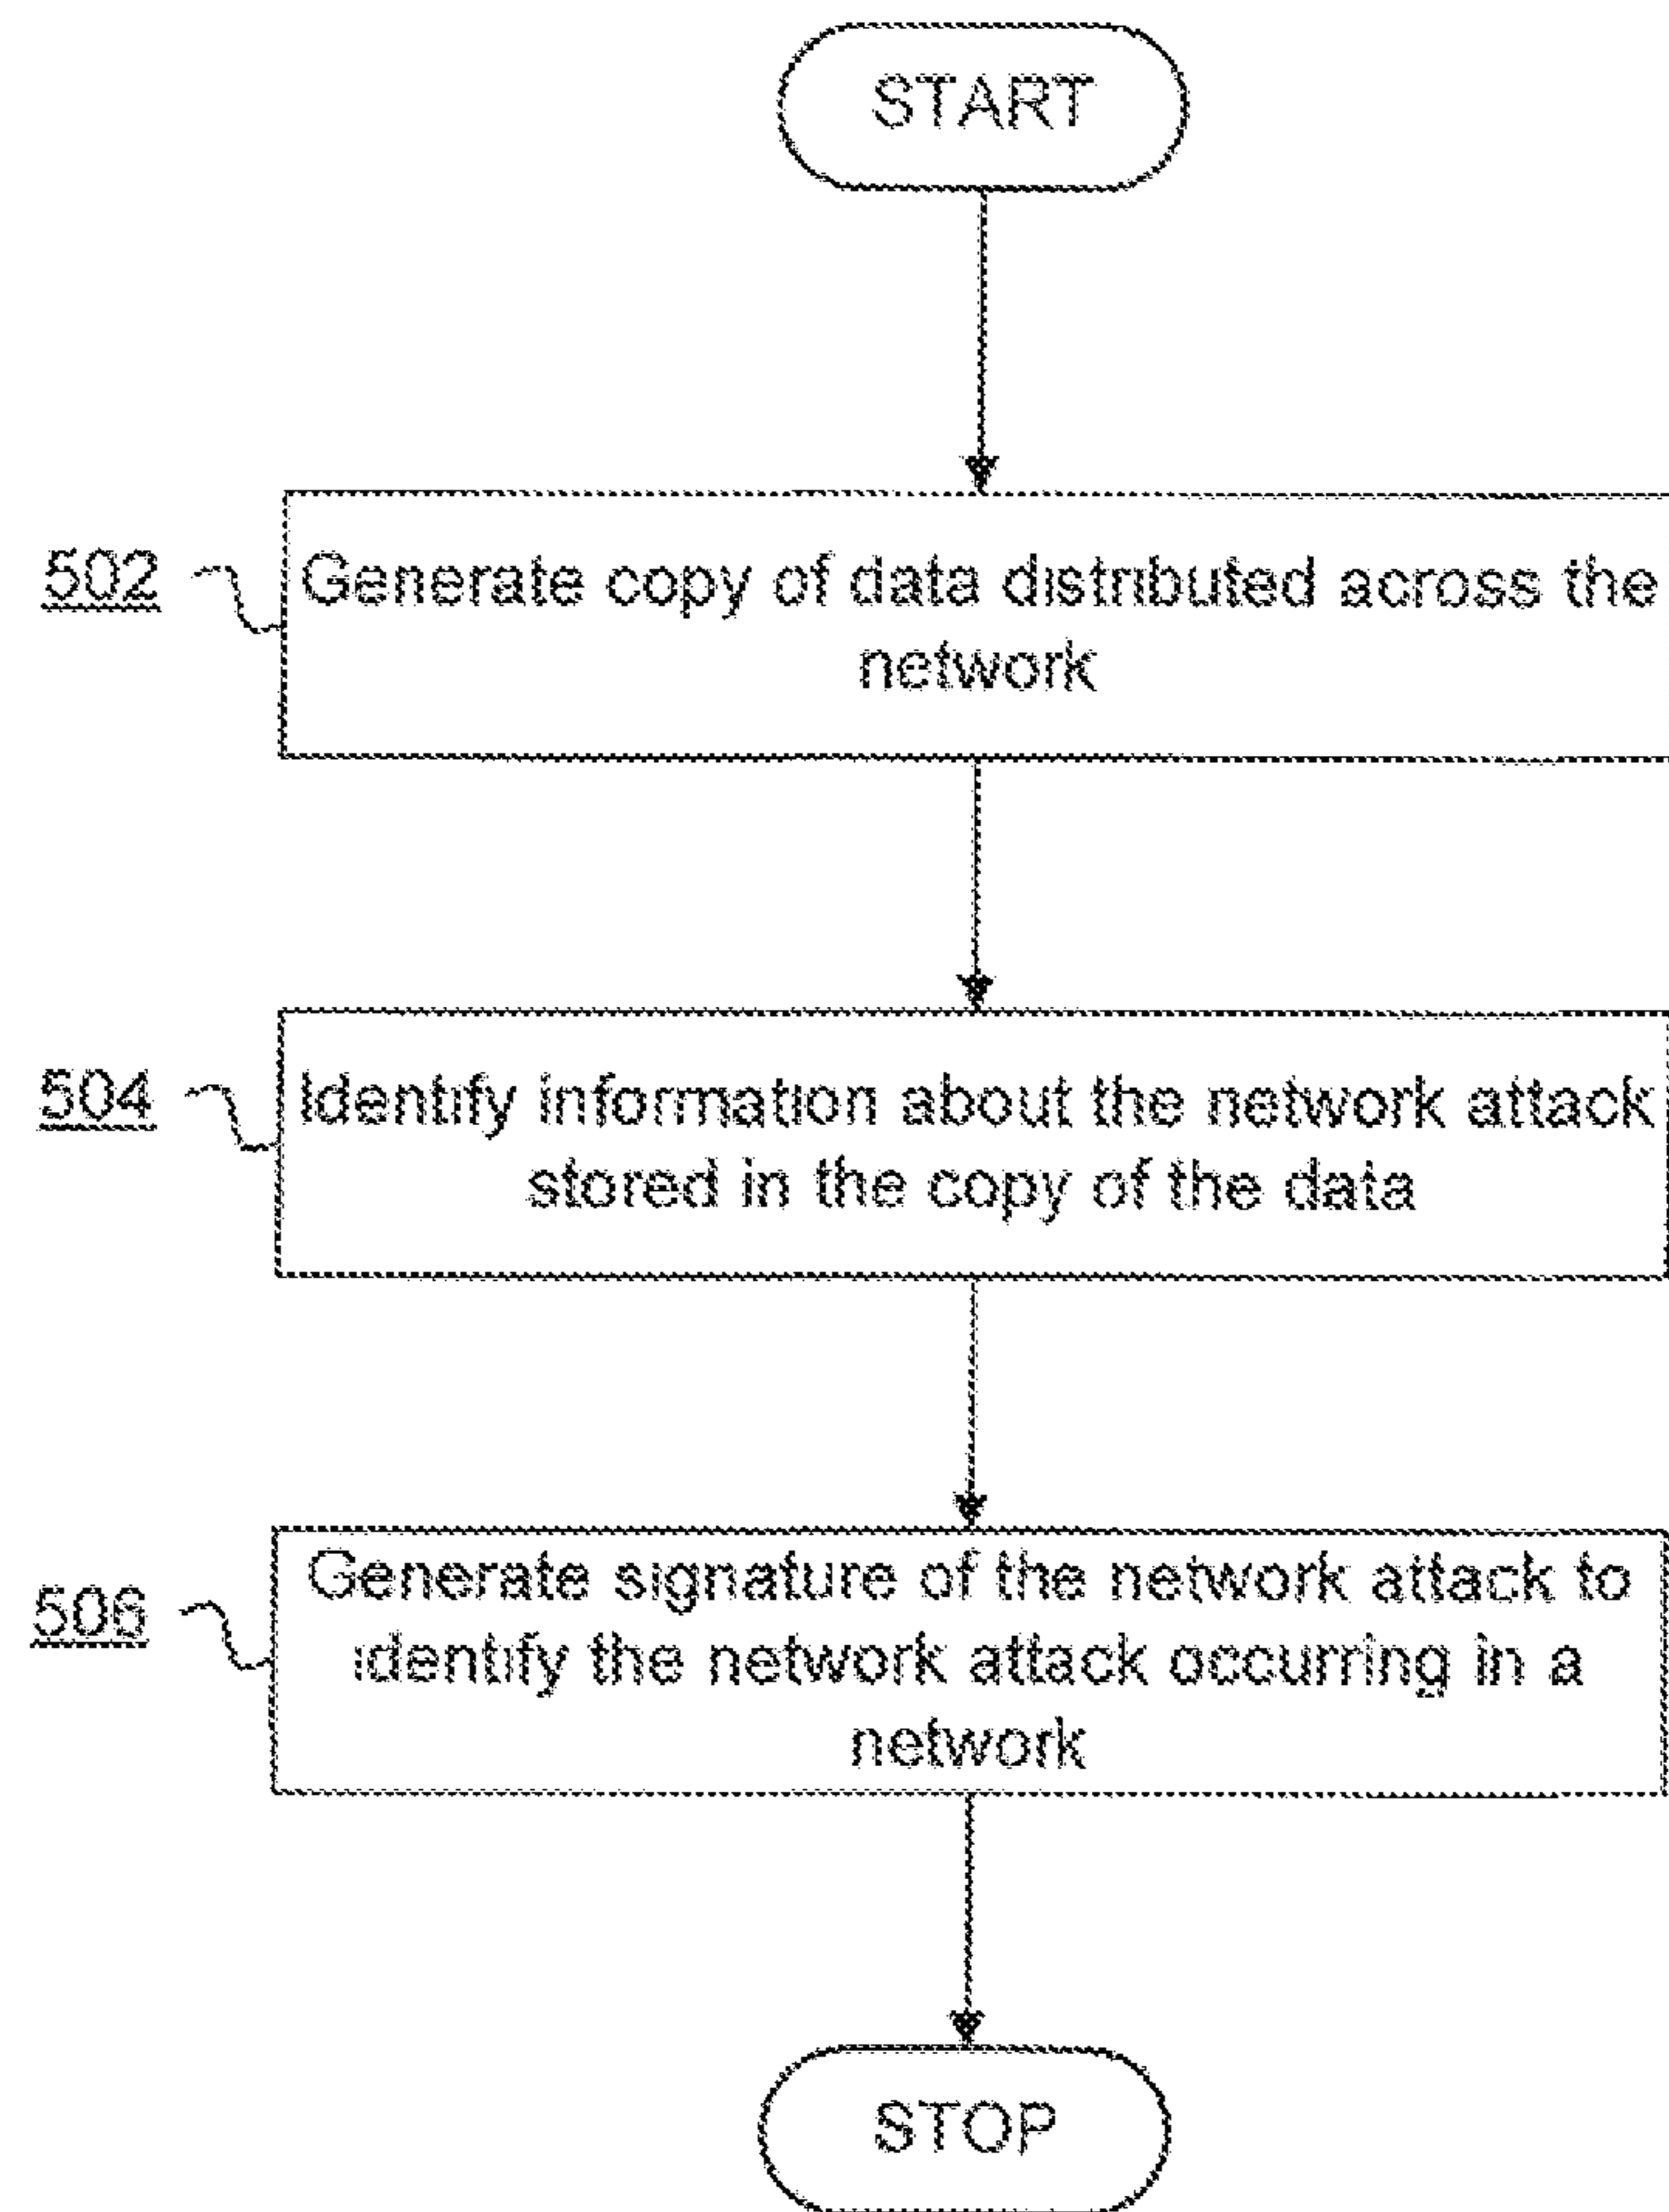 START
502
Generate copy of data distributed across the
network
504
Identify information about the network attack
stored in the copy of the data
506
Generate signature of the network attack to
identify the network attack occurring in a
network
STOP